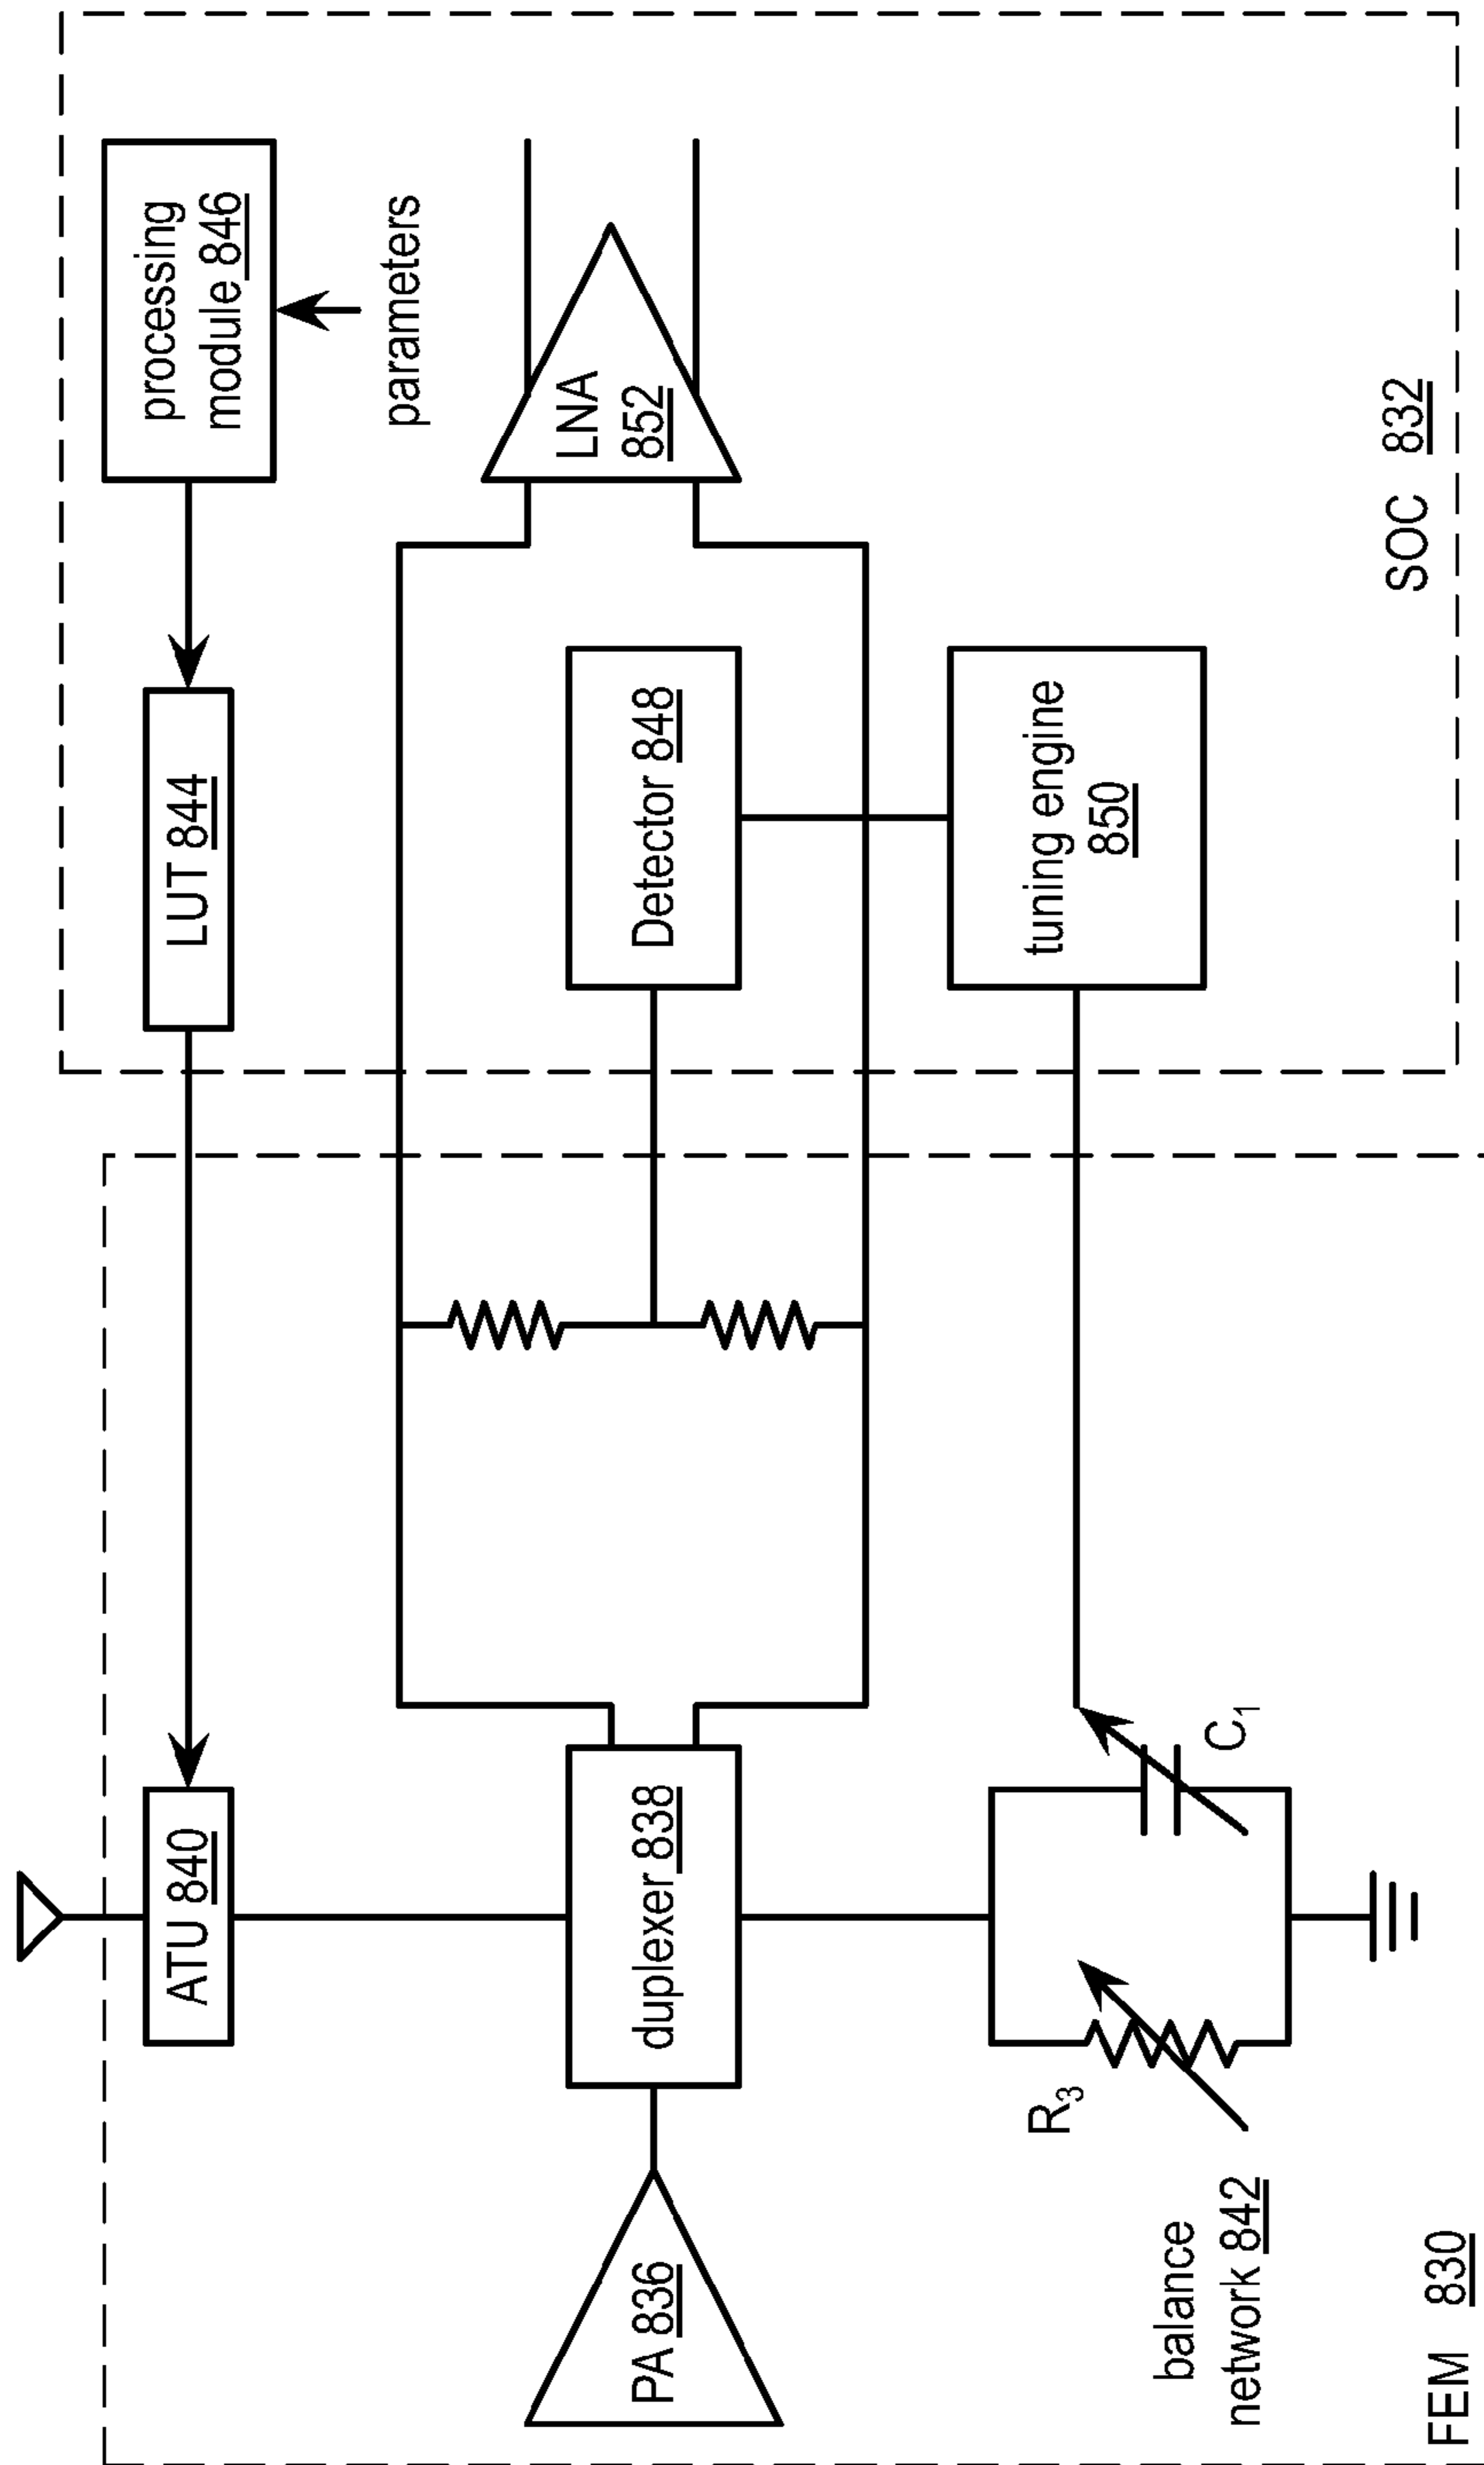 ATU 840
LUT 844
processing
module 846
parameters
PA 836
duplexer 838
Detector 848
LNA
852
R3
C1
tuning engine
850
balance
network 842
FEM 830
SOC 832